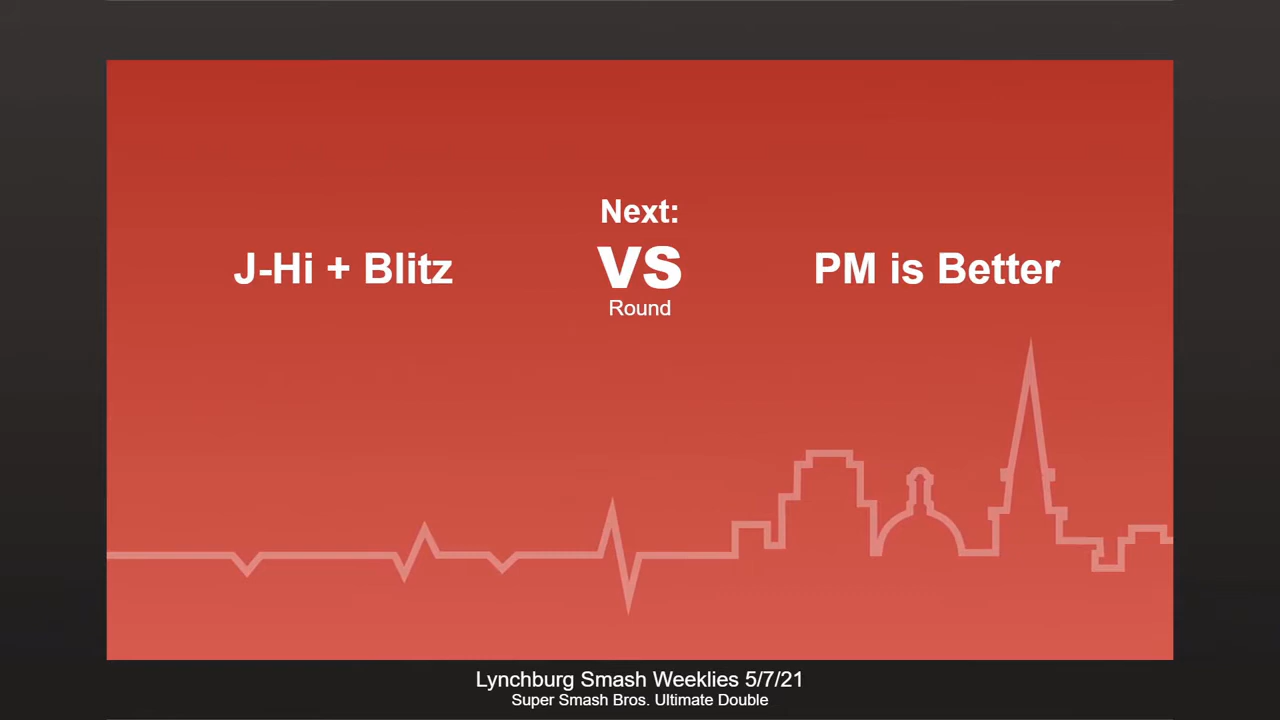 Next:
J-Hi + Blitz
VS
PM is Better
Round
Lynchburg Smash Weeklies 5/7/21
Super Smash Bros. Ultimate Double